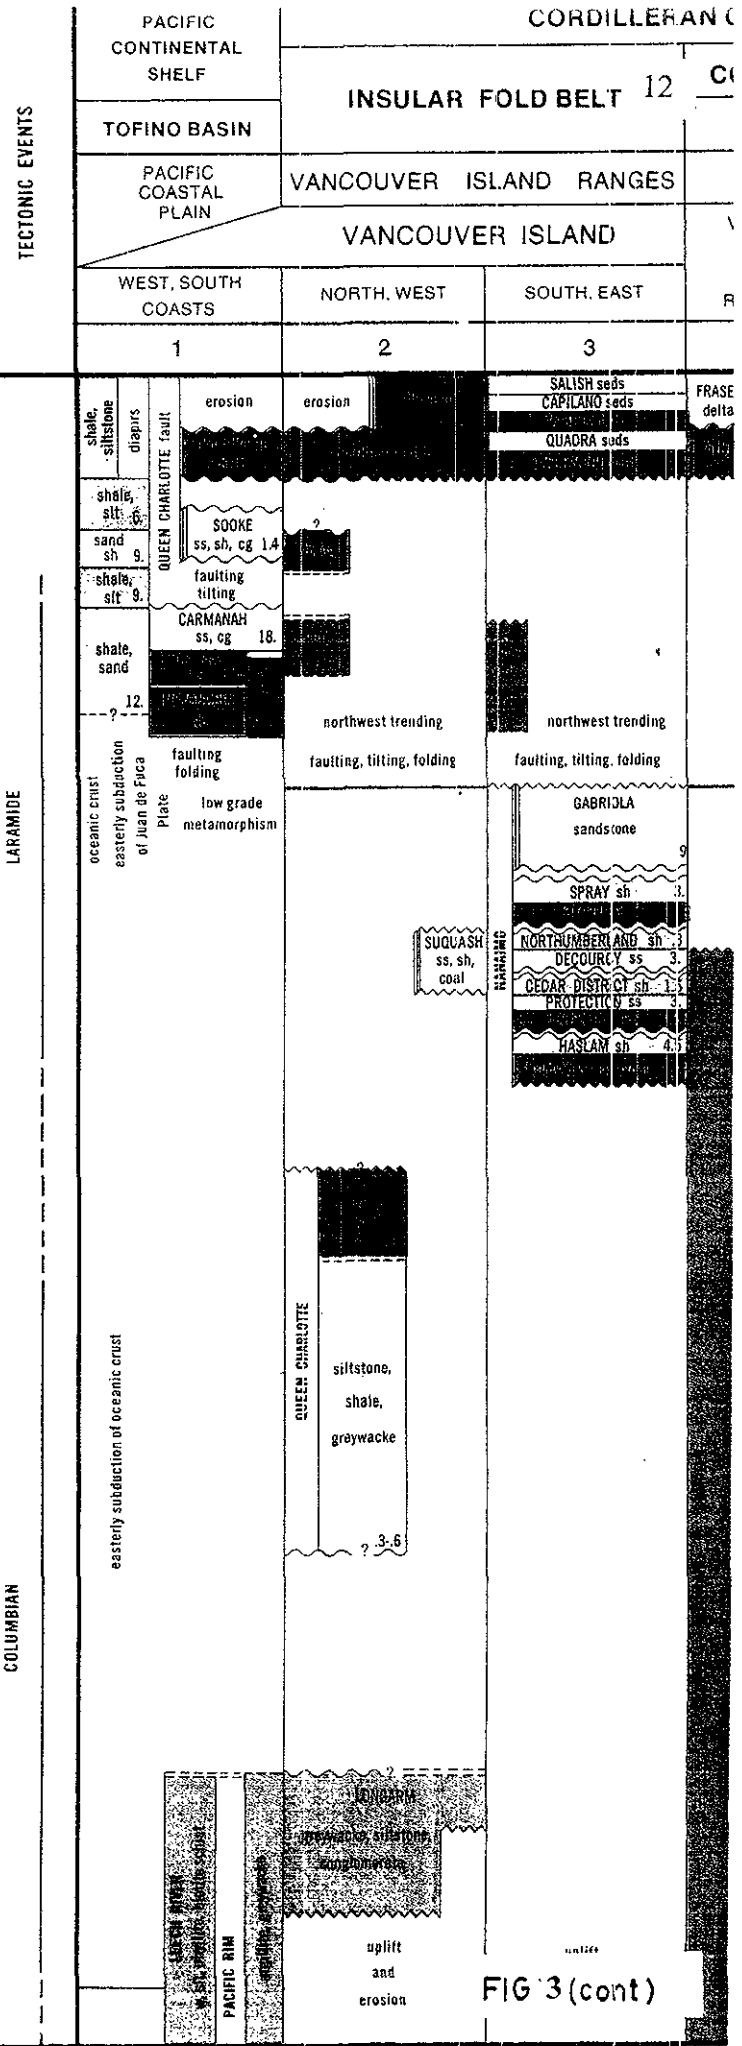 CORDILLERAN
PACIFIC
CONTINENTAL
SHELF
INSULAR FOLD BELT 12
TOFINO BASIN
TECTONIC EVENTS
PACIFIC
COASTAL
PLAIN
VANCOUVER ISLAND RANGES
VANCOUVER ISLAND
WEST, SOUTH
COASTS
NORTH, WEST
SOUTH, EAST
1
2
3
shale,
siltstone
diapirs
QUEEN CHARLOTTE fault
erosion
erosion
SALISH seds
CAPILANO seds
QUADRA seds
FRASE
delta
shale,
slt 6.
sand
sh 9.
shale,
slt 9.
SOOKE
ss, sh, cg 1.4
?
faulting
tilting
CARMANAH
ss, cg 18.
shale,
sand
12.
?
northwest trending
faulting, tilting, folding
northwest trending
faulting, tilting, folding
faulting
folding
low grade
metamorphism
oceanic crust
easterly subduction
of Juan de Fuca
Plate
LARAMIDE
GABRIOLA
sandstone
9
SPRAY sh 3.
SUQUASH
ss, sh,
coal
NANAIMO
NORTHUMBERLAND sh .3
DECOURCY ss 3.
CEDAR DISTRICT sh
PROTECTION ss 3.
HASLAM sh
?
QUEEN CHARLOTTE
siltstone,
shale,
greywacke
? .3-.6
easterly subduction of oceanic crust
COLUMBIAN
?
LONGARM
greywacke, siltstone,
conglomerate
LEECH RIVER
PACIFIC RIM
uplift
and
erosion
uplift
FIG 3 (cont)